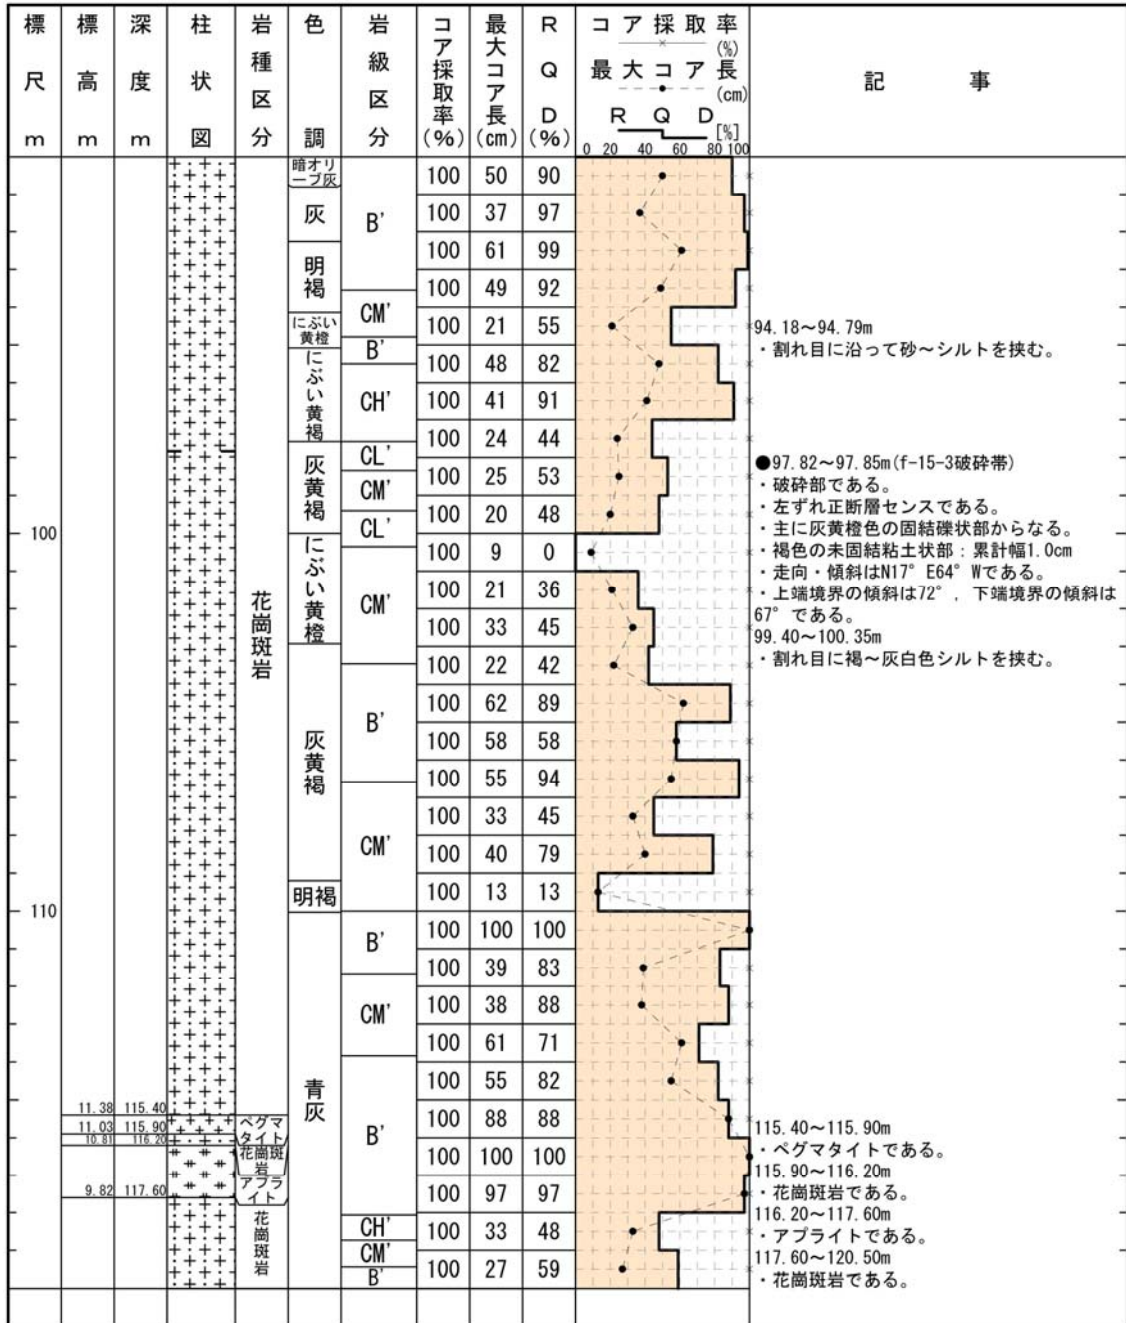 標尺m
標高m
深度m
柱状図
岩種区分
色調
岩級区分
コア採取率(%)
最大コア長(cm)
RQD(%)
コア採取率
(%)
最大コア長
(cm)
RQD
[%]
0 20 40 60 80 100
記事
暗オリーブ灰
灰
明褐
にぶい黄橙
にぶい黄褐
灰黄褐
にぶい黄橙
灰黄褐
明褐
青灰
B'
CM'
B'
CH'
CL'
CM'
CL'
CM'
B'
CM'
B'
CM'
B'
CH'
CM'
B'
花崗斑岩
ペグマタイト
花崗斑岩
アプライト
花崗斑岩
100
110
11.38 115.40
11.03 115.90
10.81 116.20
9.82 117.60
100 50 90
100 37 97
100 61 99
100 49 92
100 21 55
100 48 82
100 41 91
100 24 44
100 25 53
100 20 48
100 9 0
100 21 36
100 33 45
100 22 42
100 62 89
100 58 58
100 55 94
100 33 45
100 40 79
100 13 13
100 100 100
100 39 83
100 38 88
100 61 71
100 55 82
100 88 88
100 100 100
100 97 97
100 33 48
100 27 59
94.18～94.79m
・割れ目に沿って砂～シルトを挟む。
●97.82～97.85m(f-15-3破砕帯)
・破砕部である。
・左ずれ正断層センスである。
・主に灰黄橙色の固結礫状部からなる。
・褐色の未固結粘土状部：累計幅1.0cm
・走向・傾斜はN17°E64°Wである。
・上端境界の傾斜は72°，下端境界の傾斜は
67°である。
99.40～100.35m
・割れ目に褐～灰白色シルトを挟む。
115.40～115.90m
・ペグマタイトである。
115.90～116.20m
・花崗斑岩である。
116.20～117.60m
・アプライトである。
117.60～120.50m
・花崗斑岩である。